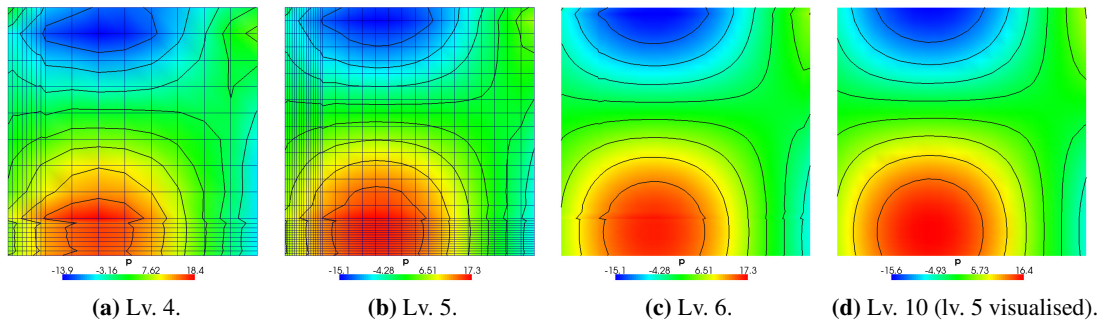 p
-13.9 -3.16 7.62 18.4
(a) Lv. 4.
p
-15.1 -4.28 6.51 17.3
(b) Lv. 5.
p
-15.1 -4.28 6.51 17.3
(c) Lv. 6.
p
-15.6 -4.93 5.73 16.4
(d) Lv. 10 (lv. 5 visualised).